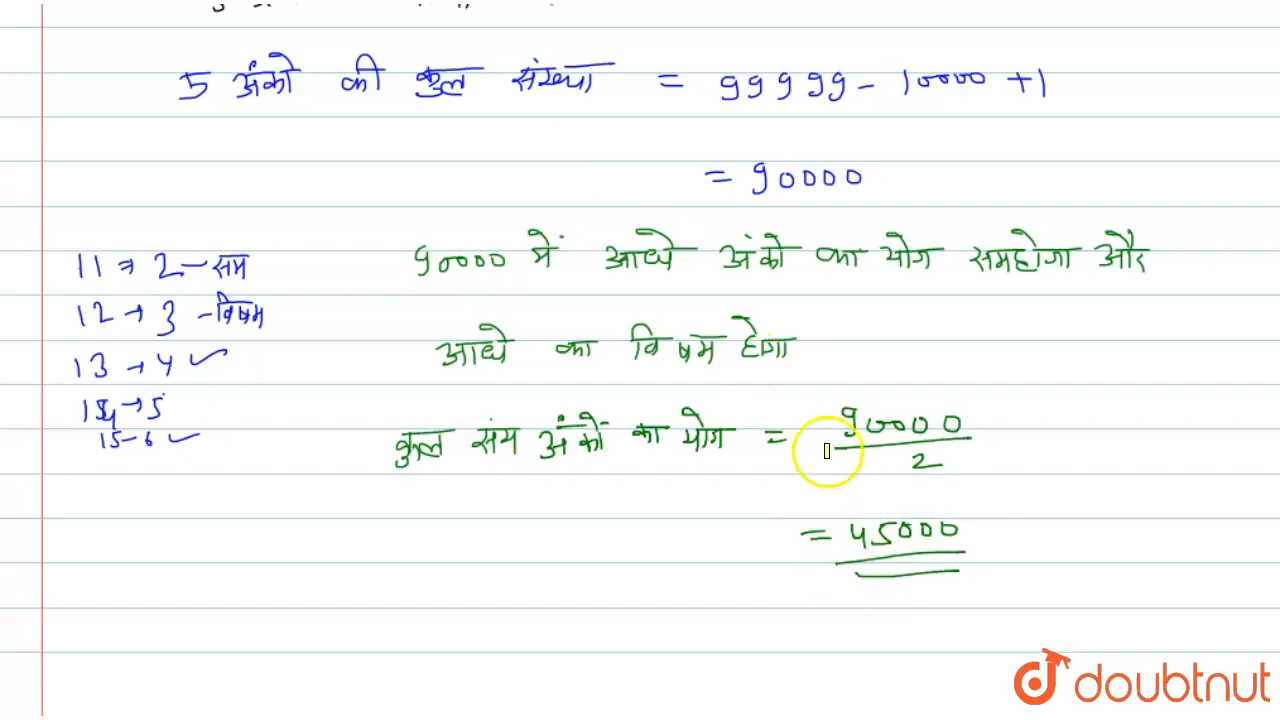 5 अंको की कुल संख्या = 99999 - 10000 + 1
= 90000
11 → 2 - सम
12 → 3 - विषम
13 → 4 ✓
14 → 5
15 - 6 ✓
90000 में आधे अंको का योग समहोगा और
आधे का विषम होगा
कुल सम अंकों का योग = 90000
2
= 45000
doubtnut